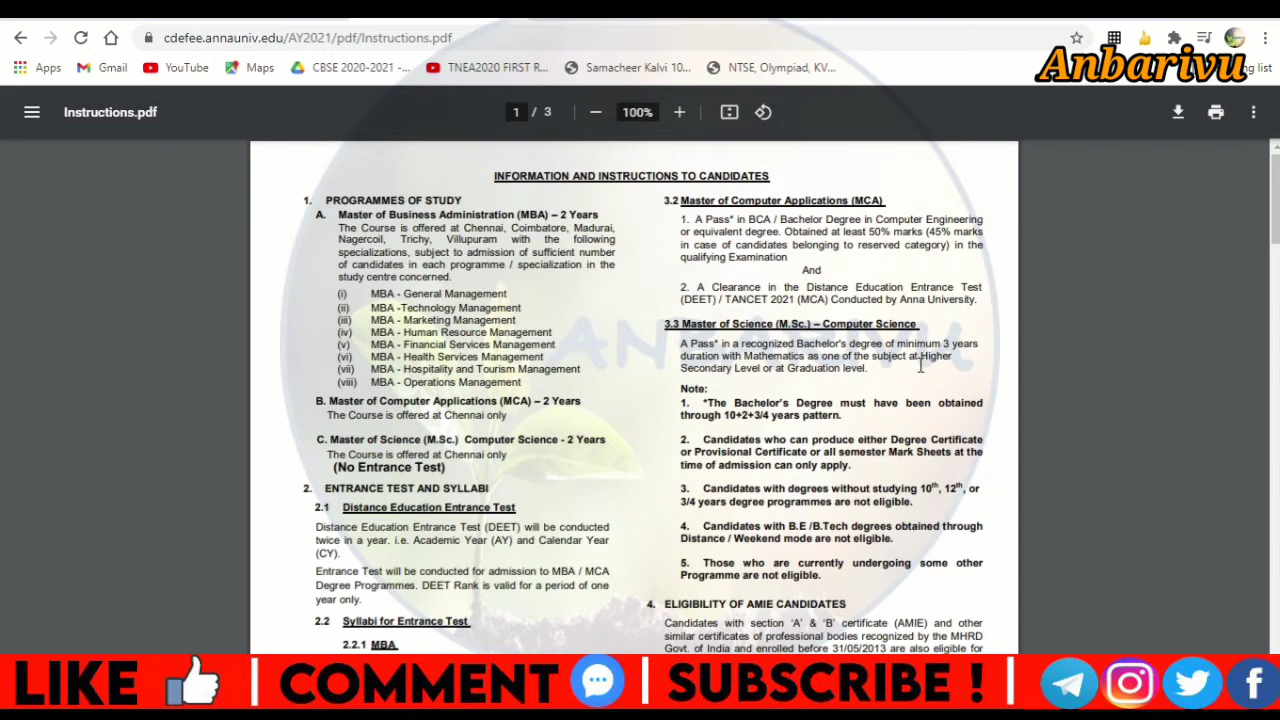 cdefee.annauniv.edu/AY2021/pdf/Instructions.pdf
Apps
Gmail
YouTube
Maps
CBSE 2020-2021 -...
TNEA2020 FIRST R...
Samacheer Kalvi 10...
NTSE, Olympiad, KV...
list
Anbarivu
Instructions.pdf
1 / 3
100%
INFORMATION AND INSTRUCTIONS TO CANDIDATES
1. PROGRAMMES OF STUDY
A. Master of Business Administration (MBA) – 2 Years
The Course is offered at Chennai, Coimbatore, Madurai,
Nagercoil, Trichy, Villupuram with the following
specializations, subject to admission of sufficient number
of candidates in each programme / specialization in the
study centre concerned.
(i) MBA - General Management
(ii) MBA -Technology Management
(iii) MBA - Marketing Management
(iv) MBA - Human Resource Management
(v) MBA - Financial Services Management
(vi) MBA - Health Services Management
(vii) MBA - Hospitality and Tourism Management
(viii) MBA - Operations Management
B. Master of Computer Applications (MCA) – 2 Years
The Course is offered at Chennai only
C. Master of Science (M.Sc.) Computer Science - 2 Years
The Course is offered at Chennai only
(No Entrance Test)
2. ENTRANCE TEST AND SYLLABI
2.1 Distance Education Entrance Test
Distance Education Entrance Test (DEET) will be conducted
twice in a year. i.e. Academic Year (AY) and Calendar Year
(CY).
Entrance Test will be conducted for admission to MBA / MCA
Degree Programmes. DEET Rank is valid for a period of one
year only.
2.2 Syllabi for Entrance Test
2.2.1 MBA
3.2 Master of Computer Applications (MCA)
1. A Pass* in BCA / Bachelor Degree in Computer Engineering
or equivalent degree. Obtained at least 50% marks (45% marks
in case of candidates belonging to reserved category) in the
qualifying Examination
And
2. A Clearance in the Distance Education Entrance Test
(DEET) / TANCET 2021 (MCA) Conducted by Anna University.
3.3 Master of Science (M.Sc.) – Computer Science
A Pass* in a recognized Bachelor's degree of minimum 3 years
duration with Mathematics as one of the subject at Higher
Secondary Level or at Graduation level.
Note:
1. *The Bachelor's Degree must have been obtained
through 10+2+3/4 years pattern.
2. Candidates who can produce either Degree Certificate
or Provisional Certificate or all semester Mark Sheets at the
time of admission can only apply.
3. Candidates with degrees without studying 10th, 12th, or
3/4 years degree programmes are not eligible.
4. Candidates with B.E /B.Tech degrees obtained through
Distance / Weekend mode are not eligible.
5. Those who are currently undergoing some other
Programme are not eligible.
4. ELIGIBILITY OF AMIE CANDIDATES
Candidates with section 'A' & 'B' certificate (AMIE) and other
similar certificates of professional bodies recognized by the MHRD
Govt. of India and enrolled before 31/05/2013 are also eligible for
ANBARIVU
LIKE | COMMENT | SUBSCRIBE ! |